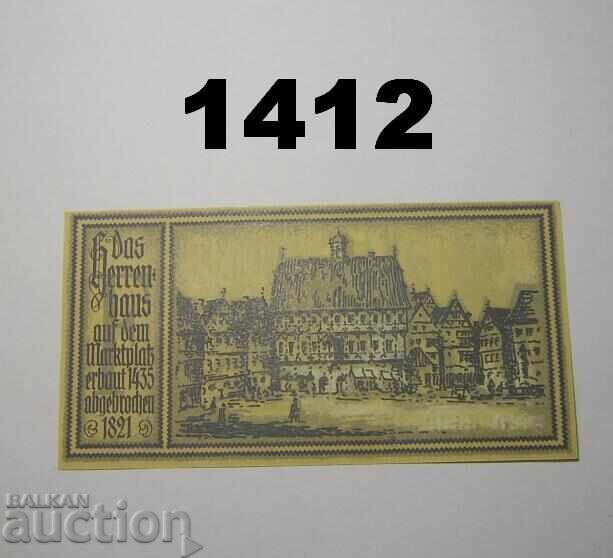 1412
das
Herren-
haus
auf dem
Marktplatz
erbaut 1435
abgebrochen
1821
BALKAN
auction